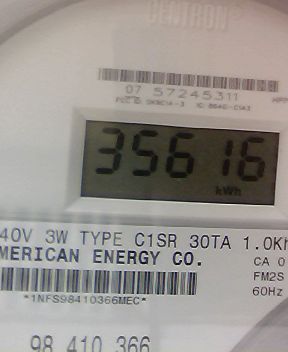 CENTRON®
07 57245311
35616
kWh
40V 3W TYPE C1SR 30TA 1.0Kh
MERICAN ENERGY CO.
CA 0
FM2S
60Hz
*1NFS98410366MEC*
98 410 366